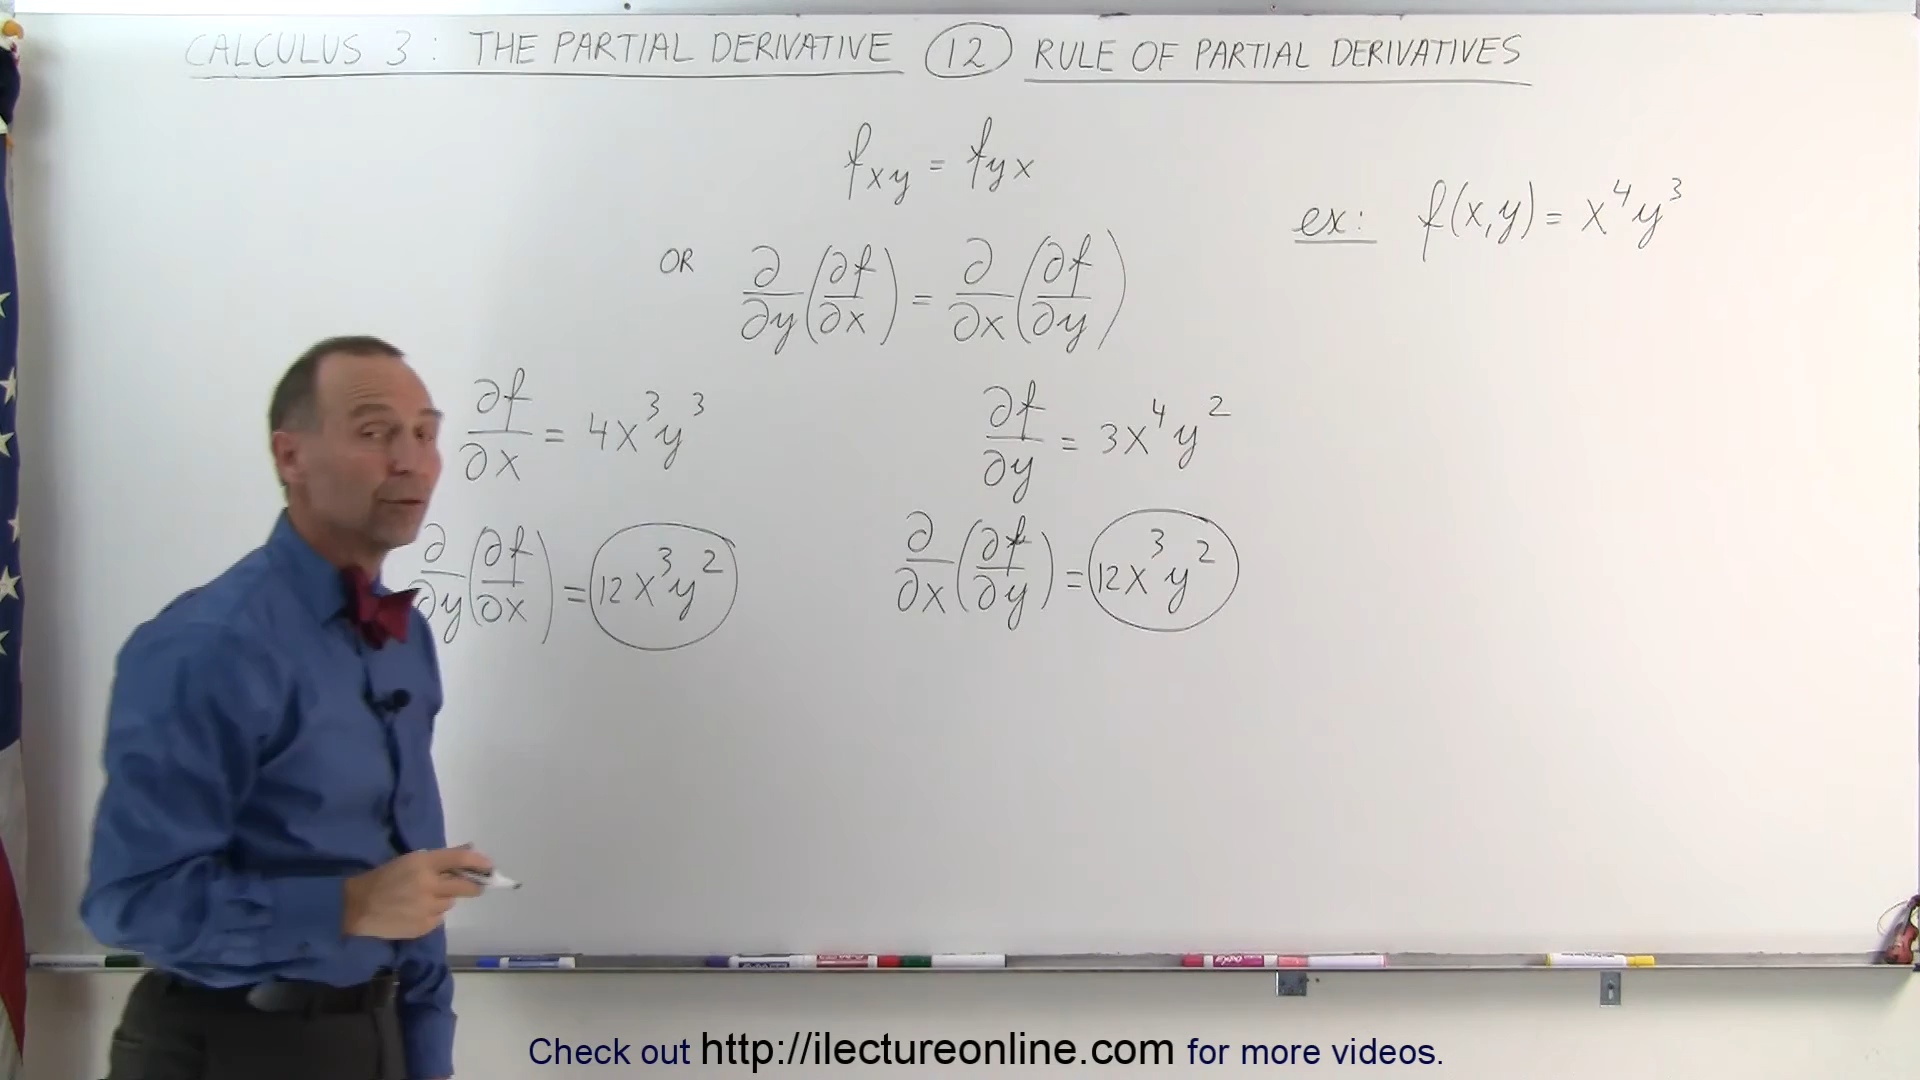 CALCULUS 3: THE PARTIAL DERIVATIVE 12 RULE OF PARTIAL DERIVATIVES
fxy = fyx
ex: f(x,y) = x⁴y³
OR ∂/∂y(∂f/∂x) = ∂/∂x(∂f/∂y)
∂f/∂x = 4x³y³
∂f/∂y = 3x⁴y²
∂/∂y(∂f/∂x) = 12x³y²
∂/∂x(∂f/∂y) = 12x³y²
Check out http://ilectureonline.com for more videos.